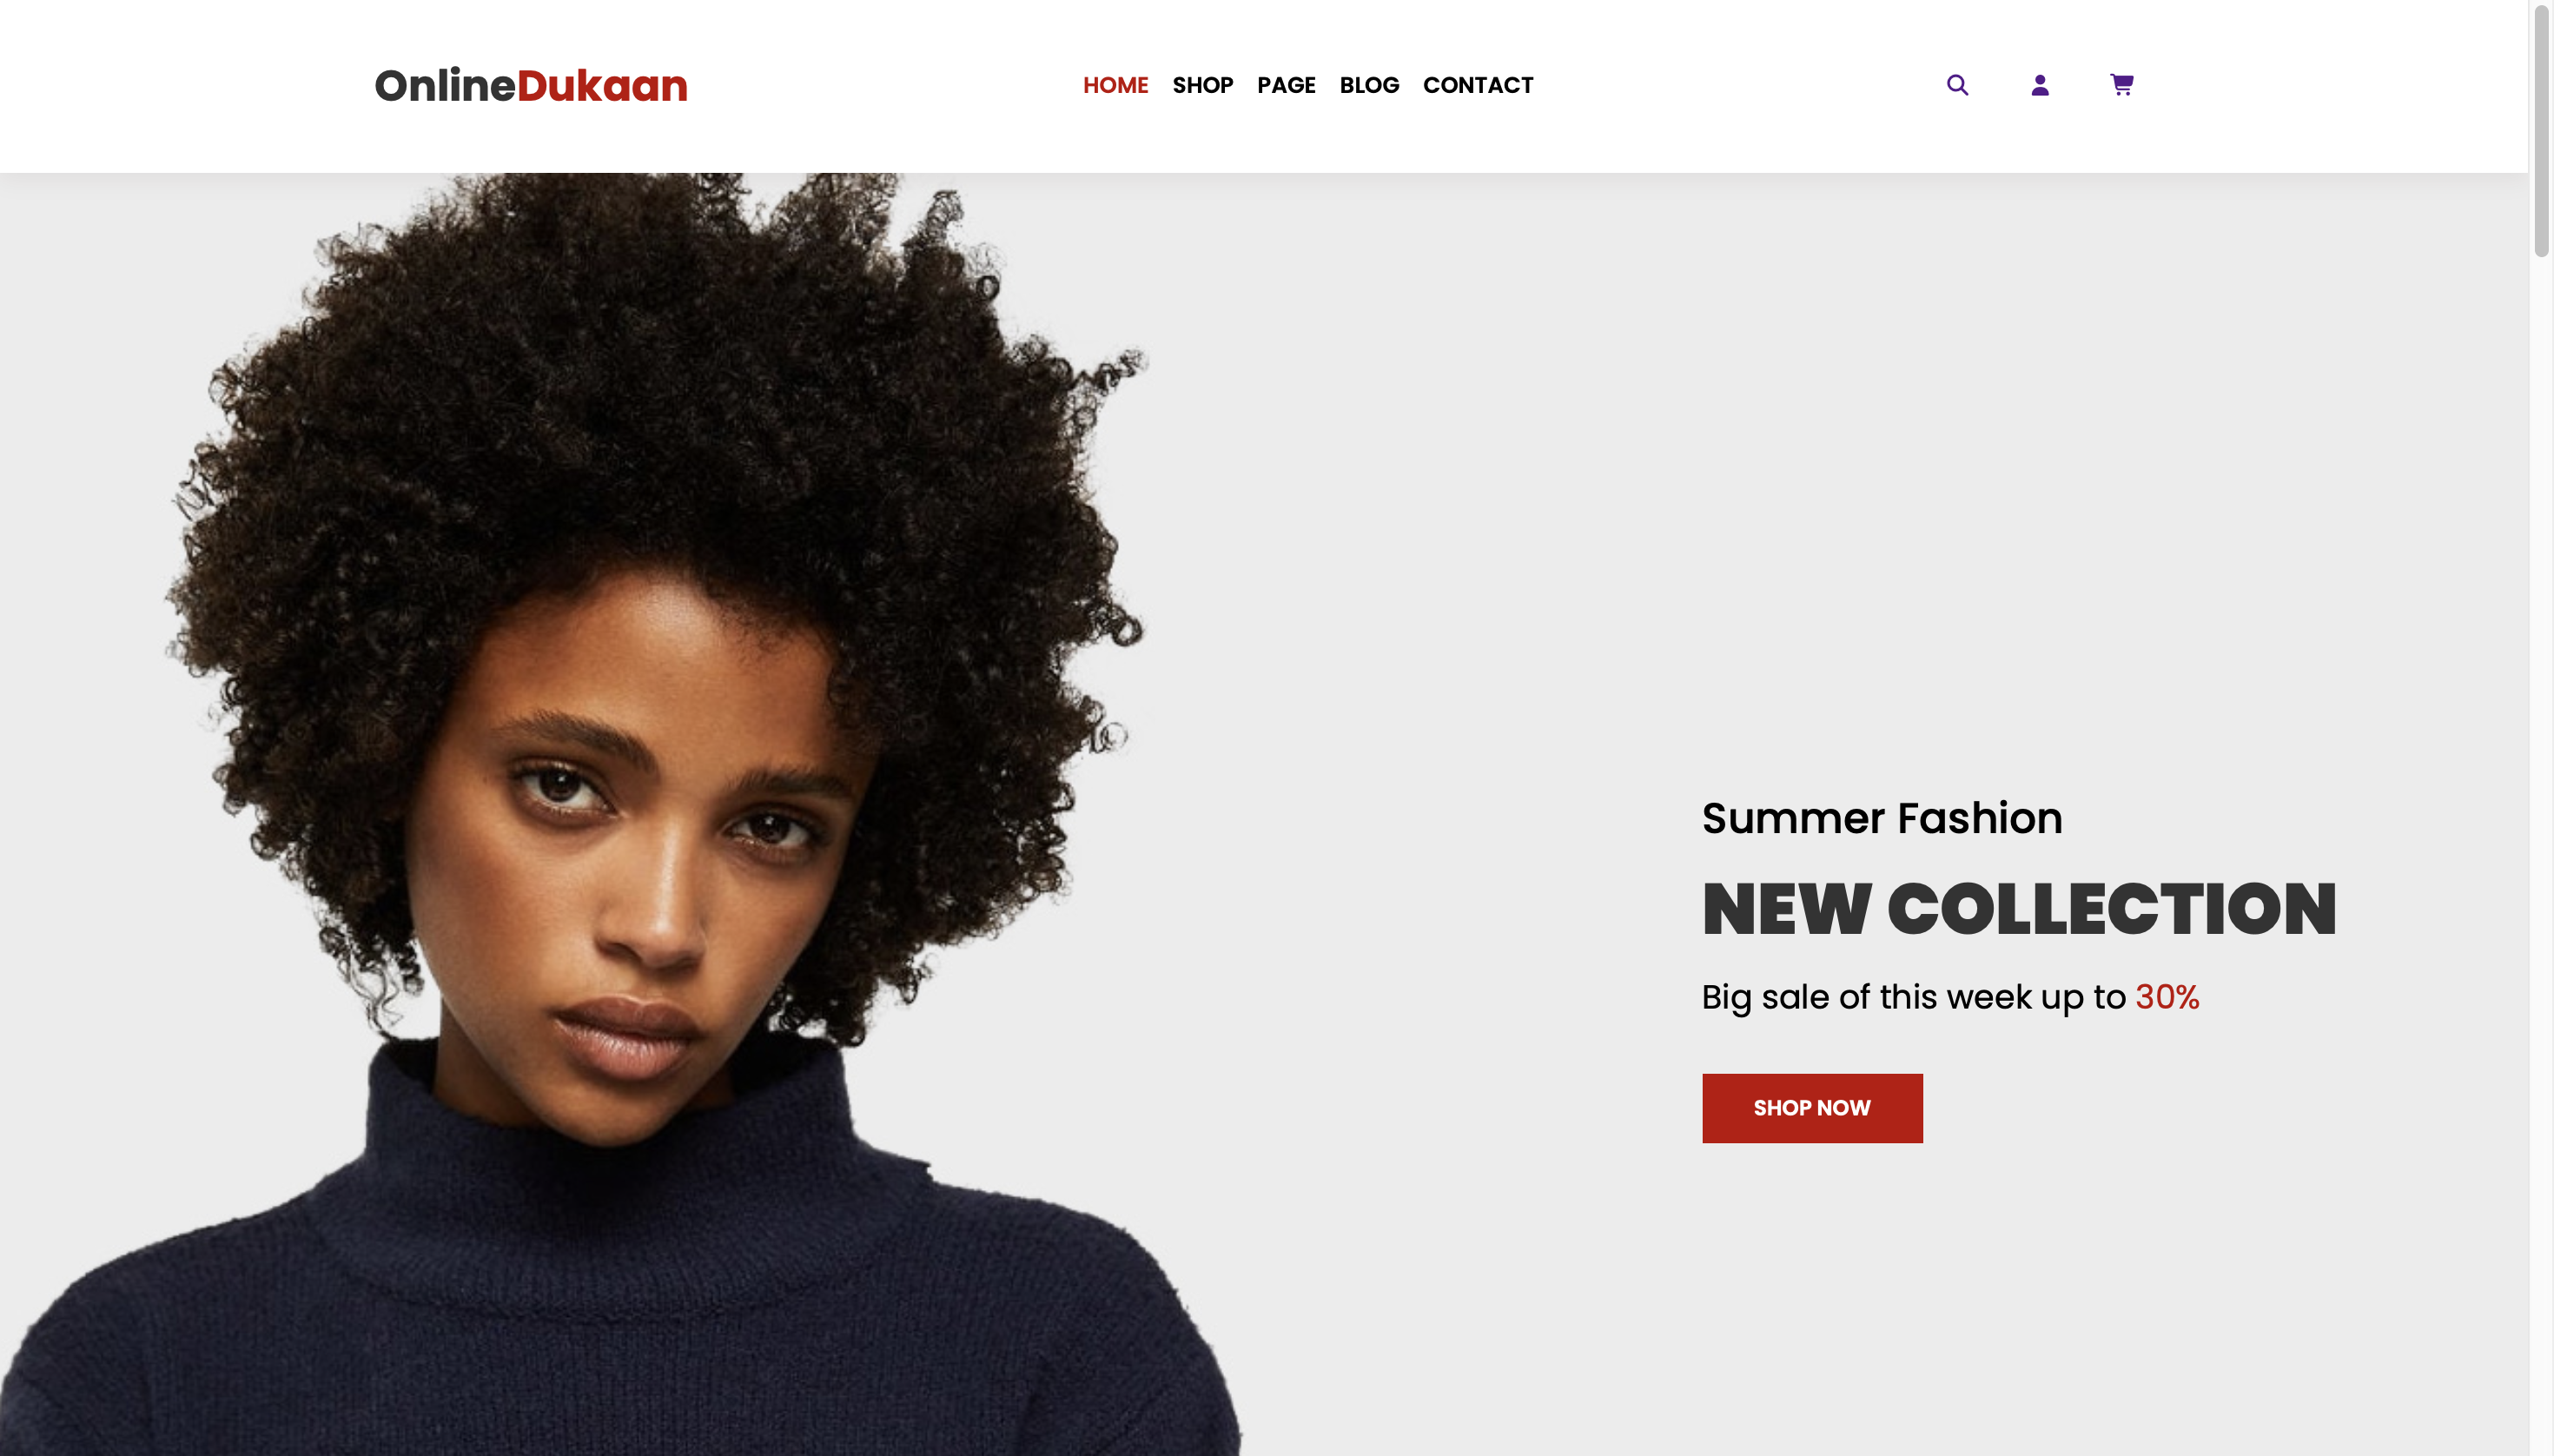 OnlineDukaan
HOME SHOP PAGE BLOG CONTACT
Summer Fashion
NEW COLLECTION
Big sale of this week up to 30%
SHOP NOW